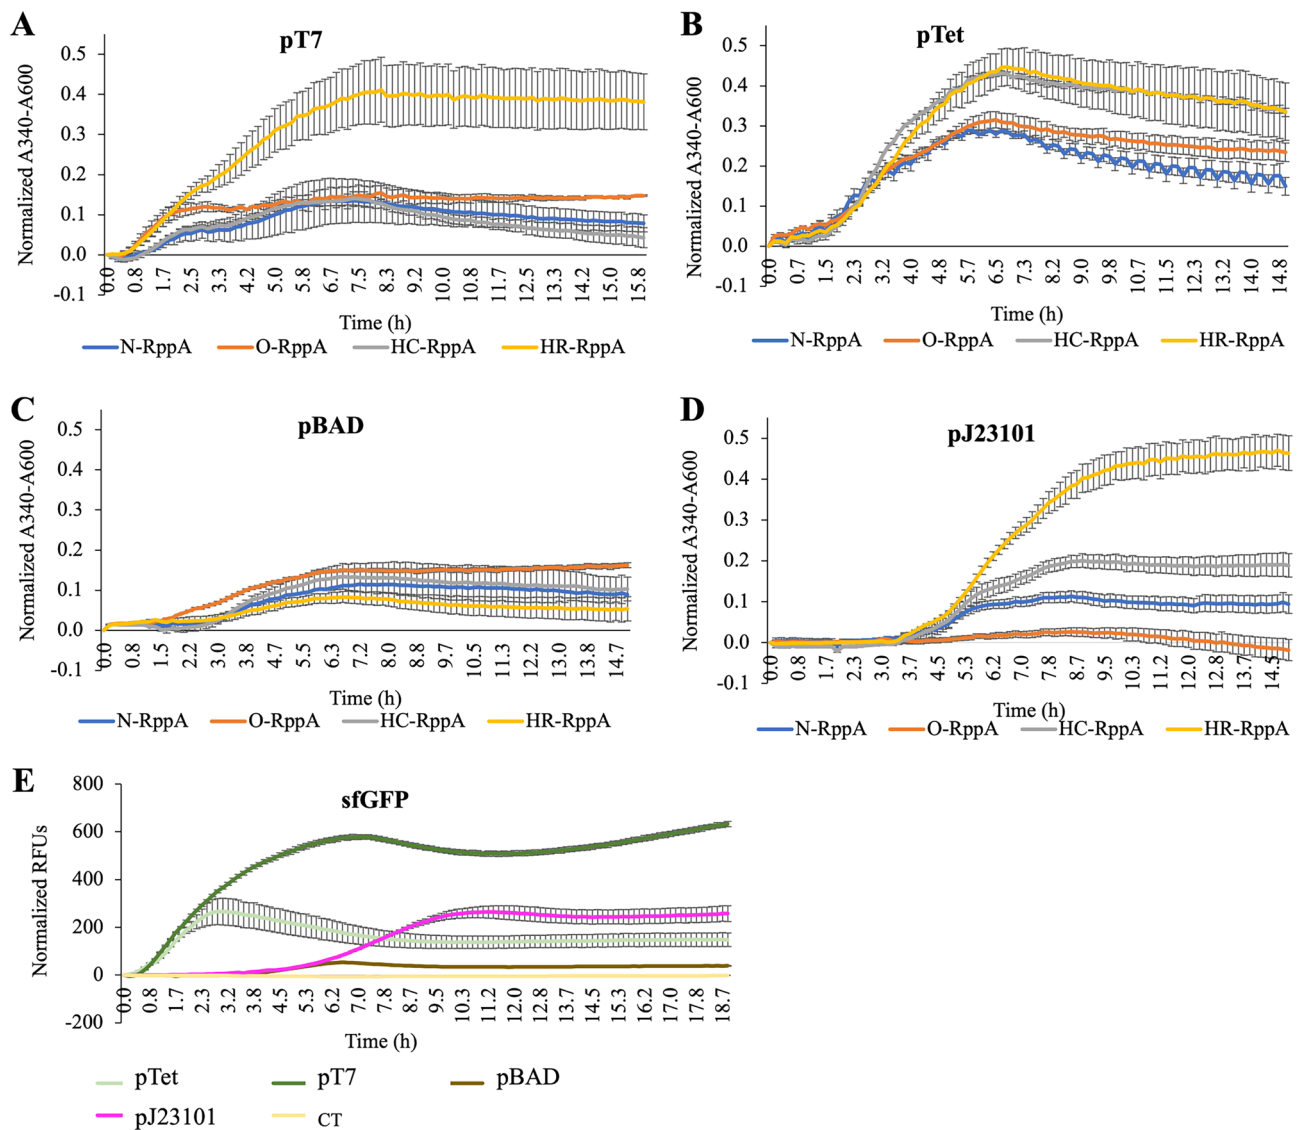 A
pT7
Normalized A340-A600
0.5
0.4
0.3
0.2
0.1
0.0
-0.1
0.0 0.8 1.7 2.5 3.3 4.2 5.0 5.8 6.7 7.5 8.3 9.2 10.0 10.8 11.7 12.5 13.3 14.2 15.0 15.8
Time (h)
N-RppA O-RppA HC-RppA HR-RppA
B
pTet
Normalized A340-A600
0.5
0.4
0.3
0.2
0.1
0.0
-0.1
0.0 0.7 1.5 2.3 3.2 4.0 4.8 5.7 6.5 7.3 8.2 9.0 9.8 10.7 11.5 12.3 13.2 14.0 14.8
Time (h)
N-RppA O-RppA HC-RppA HR-RppA
C
pBAD
Normalized A340-A600
0.5
0.4
0.3
0.2
0.1
0.0
-0.1
0.0 0.8 1.5 2.2 3.0 3.8 4.7 5.5 6.3 7.2 8.0 8.8 9.7 10.5 11.3 12.2 13.0 13.8 14.7
Time (h)
N-RppA O-RppA HC-RppA HR-RppA
D
pJ23101
Normalized A340-A600
0.5
0.4
0.3
0.2
0.1
0.0
-0.1
0.0 0.8 1.7 2.3 3.0 3.7 4.5 5.3 6.2 7.0 7.8 8.7 9.5 10.3 11.2 12.0 12.8 13.7 14.5
Time (h)
N-RppA O-RppA HC-RppA HR-RppA
E
sfGFP
Normalized RFUs
800
600
400
200
0
-200
0.0 0.8 1.7 2.3 3.2 3.8 4.5 5.3 6.2 7.0 7.8 8.7 9.5 10.3 11.2 12.0 12.8 13.7 14.5 15.3 16.2 17.0 17.8 18.7
Time (h)
pTet pT7 pBAD
pJ23101 CT